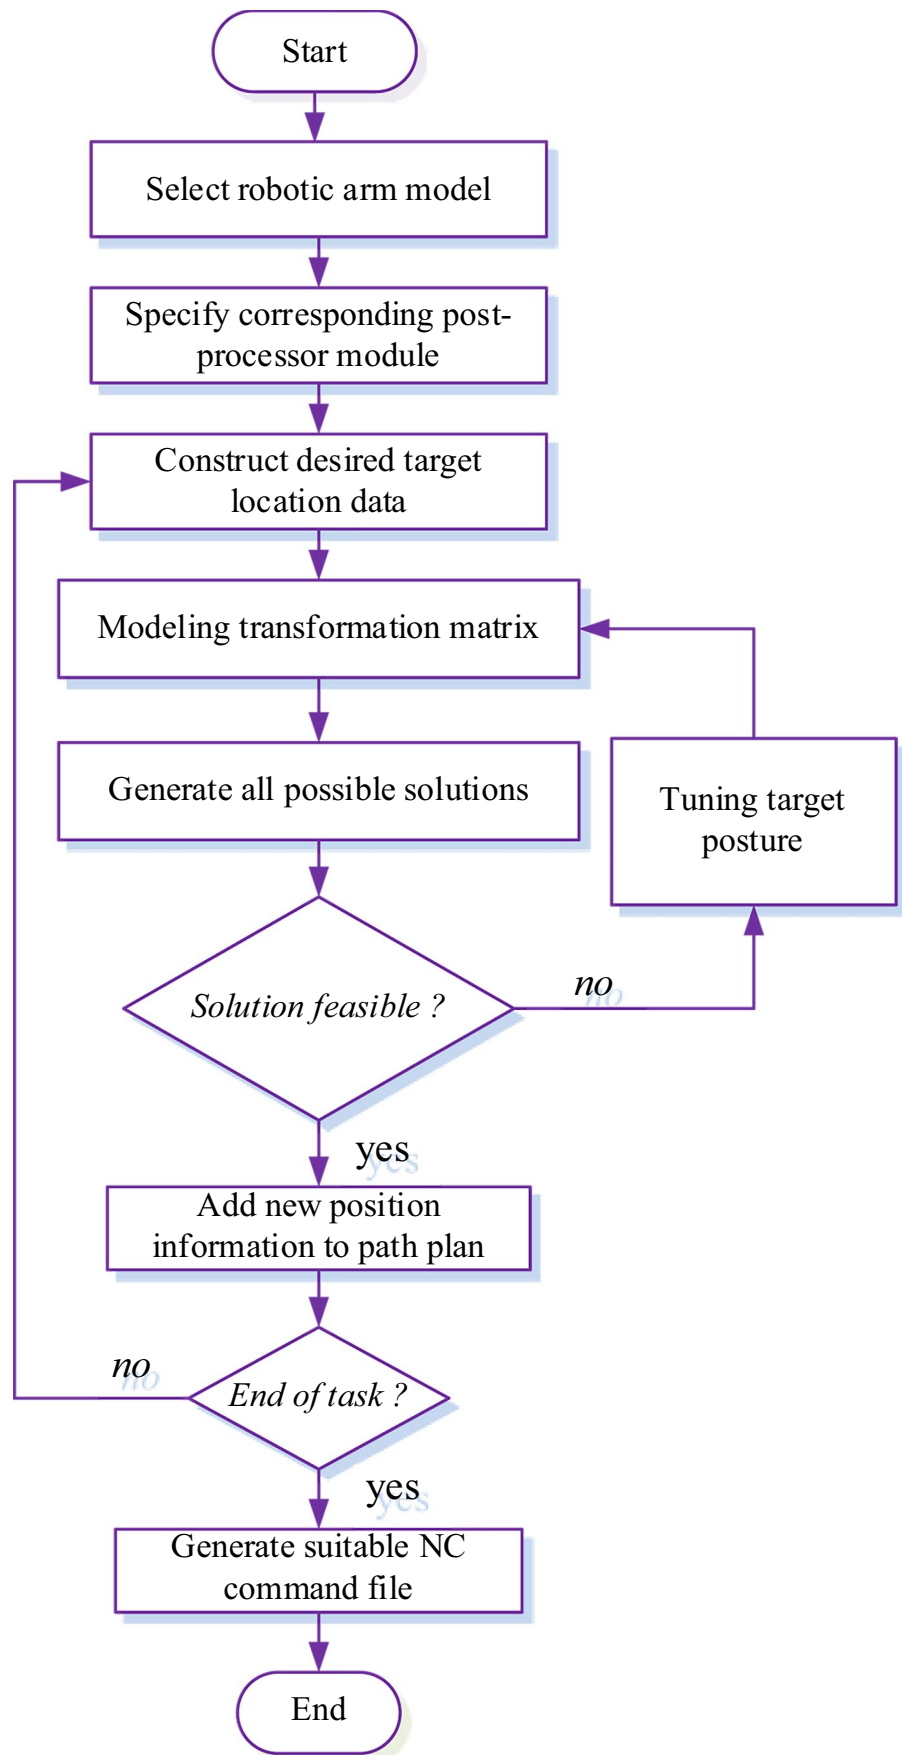 Start
Select robotic arm model
Specify corresponding post-
processor module
Construct desired target
location data
Modeling transformation matrix
Generate all possible solutions
Tuning target
posture
Solution feasible ?
no
yes
Add new position
information to path plan
no
End of task ?
yes
Generate suitable NC
command file
End